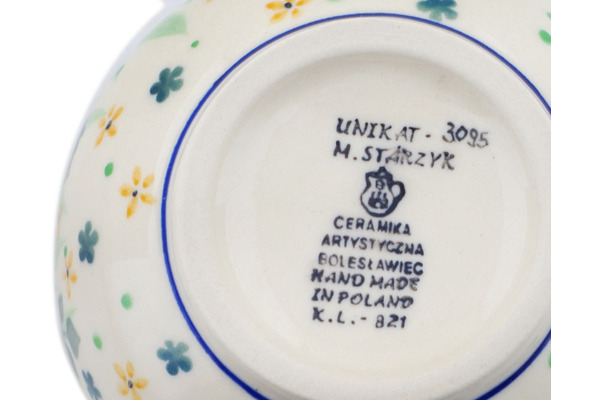 UNIKAT - 3095
M. STARZYK
CERAMIKA
ARTYSTYCZNA
BOLESŁAWIEC
HAND MADE
IN POLAND
K.L. - 821